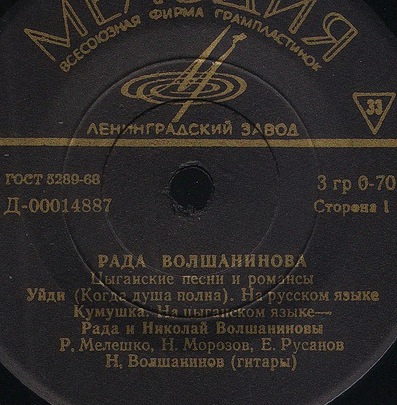 МЕЛОДИЯ
ВСЕСОЮЗНАЯ ФИРМА ГРАМПЛАСТИНОК
33
ЛЕНИНГРАДСКИЙ ЗАВОД
ГОСТ 5289-68
3 гр 0-70
Д-00014887
Сторона 1
РАДА ВОЛШАНИНОВА
Цыганские песни и романсы
Уйди (Когда душа полна). На русском языке
Кумушка. На цыганском языке—
Рада и Николай Волшаниновы
Р. Мелешко, Н. Морозов, Е. Русанов
Н. Волшанинов (гитары)